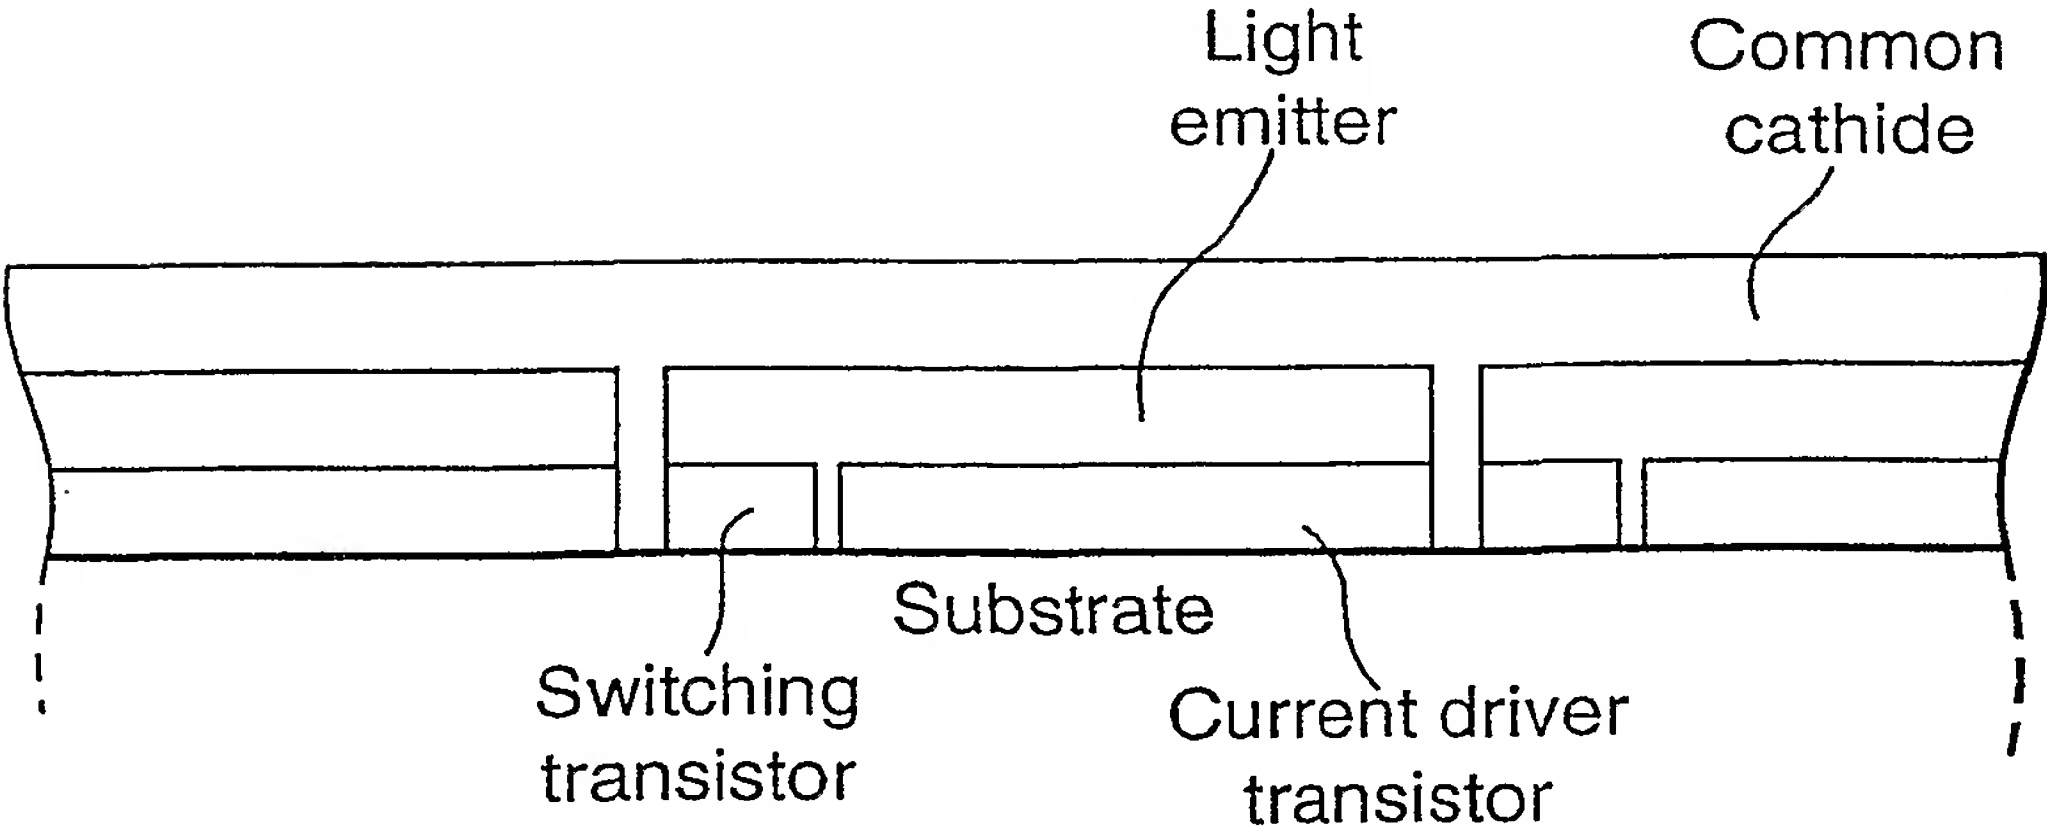 Light
emitter
Common
cathide
Substrate
Switching
transistor
Current driver
transistor